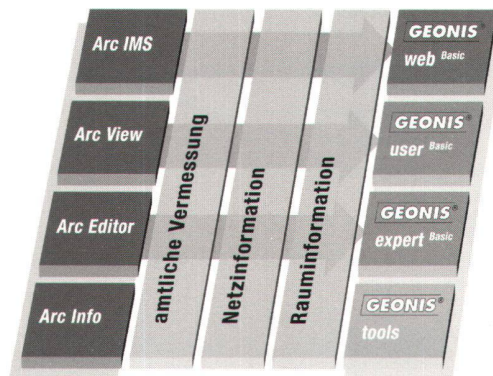 Arc IMS
Arc View
Arc Editor
Arc Info
amtliche Vermessung
Netzinformation
Rauminformation
GEONIS®
web Basic
GEONIS®
user Basic
GEONIS®
expert Basic
GEONIS®
tools